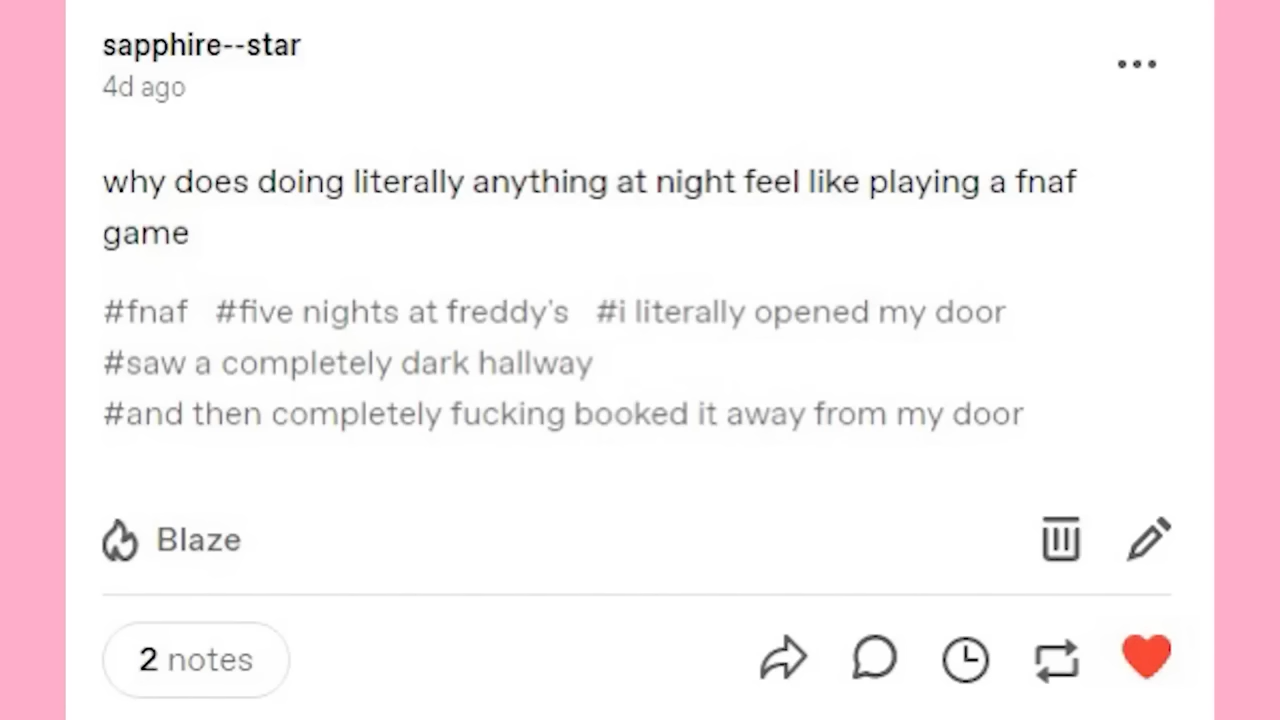 sapphire--star
4d ago
why does doing literally anything at night feel like playing a fnaf
game
#fnaf #five nights at freddy's #i literally opened my door
#saw a completely dark hallway
#and then completely fucking booked it away from my door
Blaze
2 notes